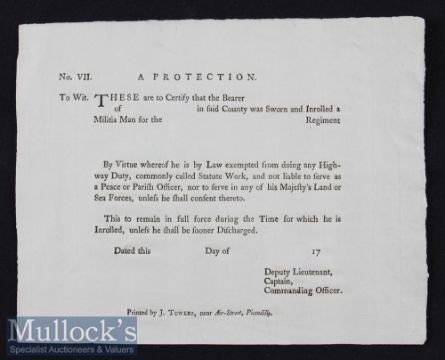 No. VII. A PROTECTION.
To Wit. THESE are to Certify that the Bearer
of in ſaid County was Sworn and Inrolled a
Militia Man for the Regiment
By Virtue whereof he is by Law exempted from doing any High-
way Duty, commonly called Statute Work, and not liable to ſerve as
a Peace or Pariſh Officer, nor to ſerve in any of his Majeſty's Land or
Sea Forces, unleſs he ſhall conſent thereto.
This to remain in full force during the Time for which he is
Inrolled, unleſs he ſhall be ſooner Diſcharged.
Dated this Day of 17
Deputy Lieutenant,
Captain,
Commanding Officer.
Printed by J. TOWERS, near Air-Street, Picadilly.
Mullock's
Specialist Auctioneers & Valuers